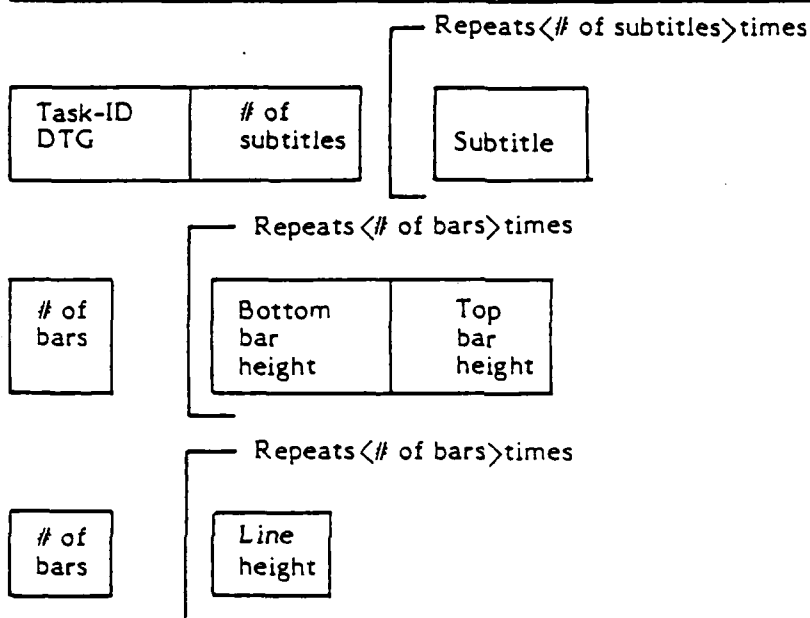 Repeats<# of subtitles>times
Task-ID
DTG
# of
subtitles
Subtitle
Repeats<# of bars>times
# of
bars
Bottom
bar
height
Top
bar
height
Repeats<# of bars>times
# of
bars
Line
height